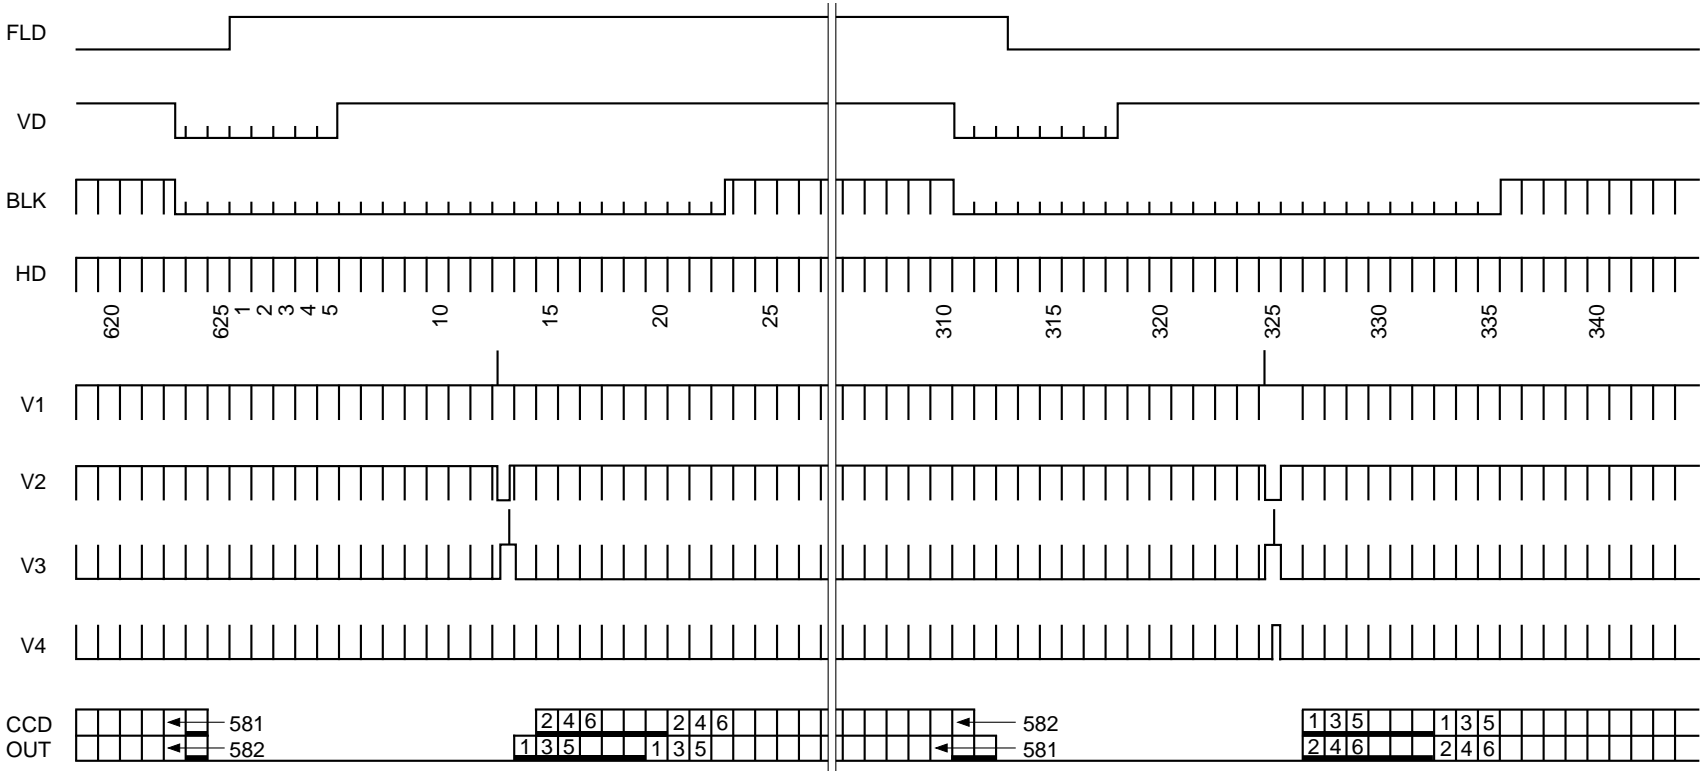 FLD
VD
BLK
HD
620 625 1 2 3 4 5 10 15 20 25 310 315 320 325 330 335 340
V1
V2
V3
V4
CCD 581 2 4 6 2 4 6 582 1 3 5 1 3 5
OUT 582 1 3 5 1 3 5 581 2 4 6 2 4 6